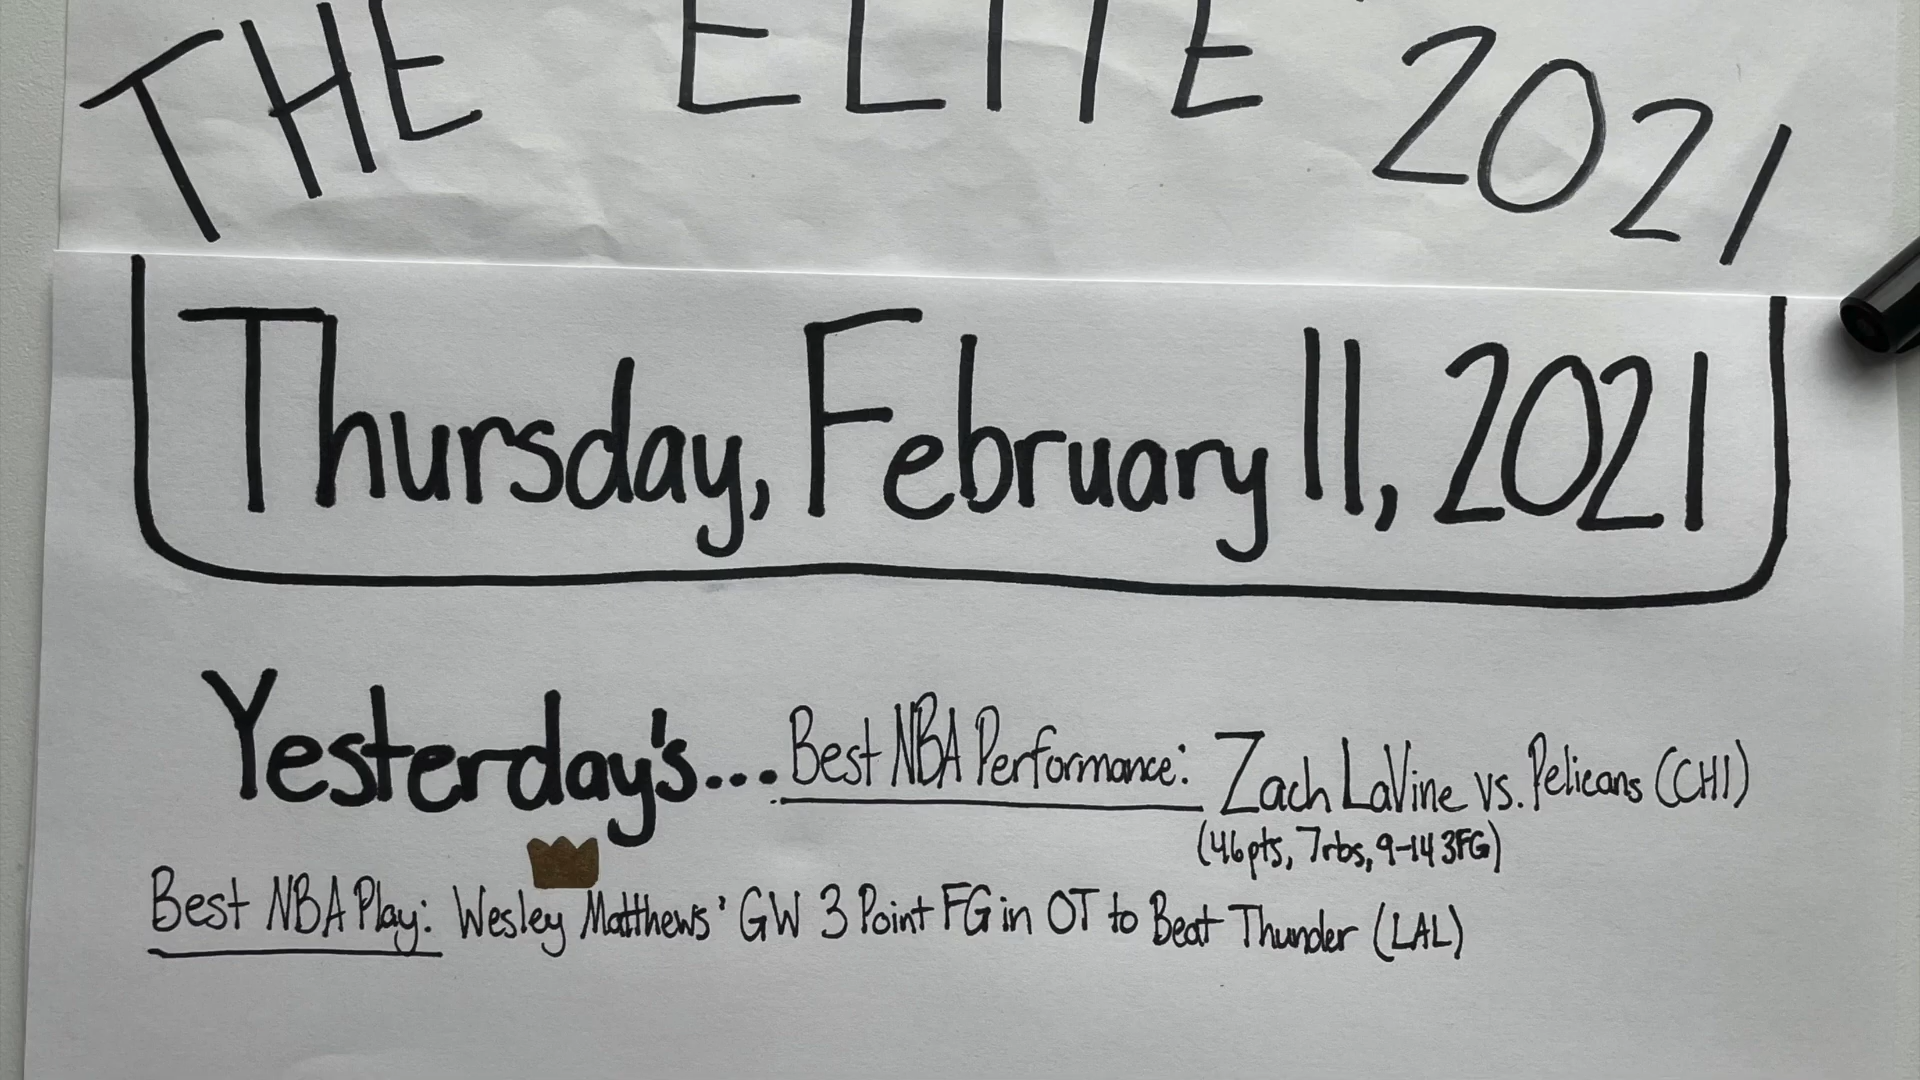 THE ELITE 2021
Thursday, February 11, 2021
Yesterday's... Best NBA Performance: Zach LaVine vs. Pelicans (CHI)
(46pts, 7rbs, 9-14 3FG)
Best NBA Play: Wesley Matthews' GW 3 Point FG in OT to Beat Thunder (LAL)